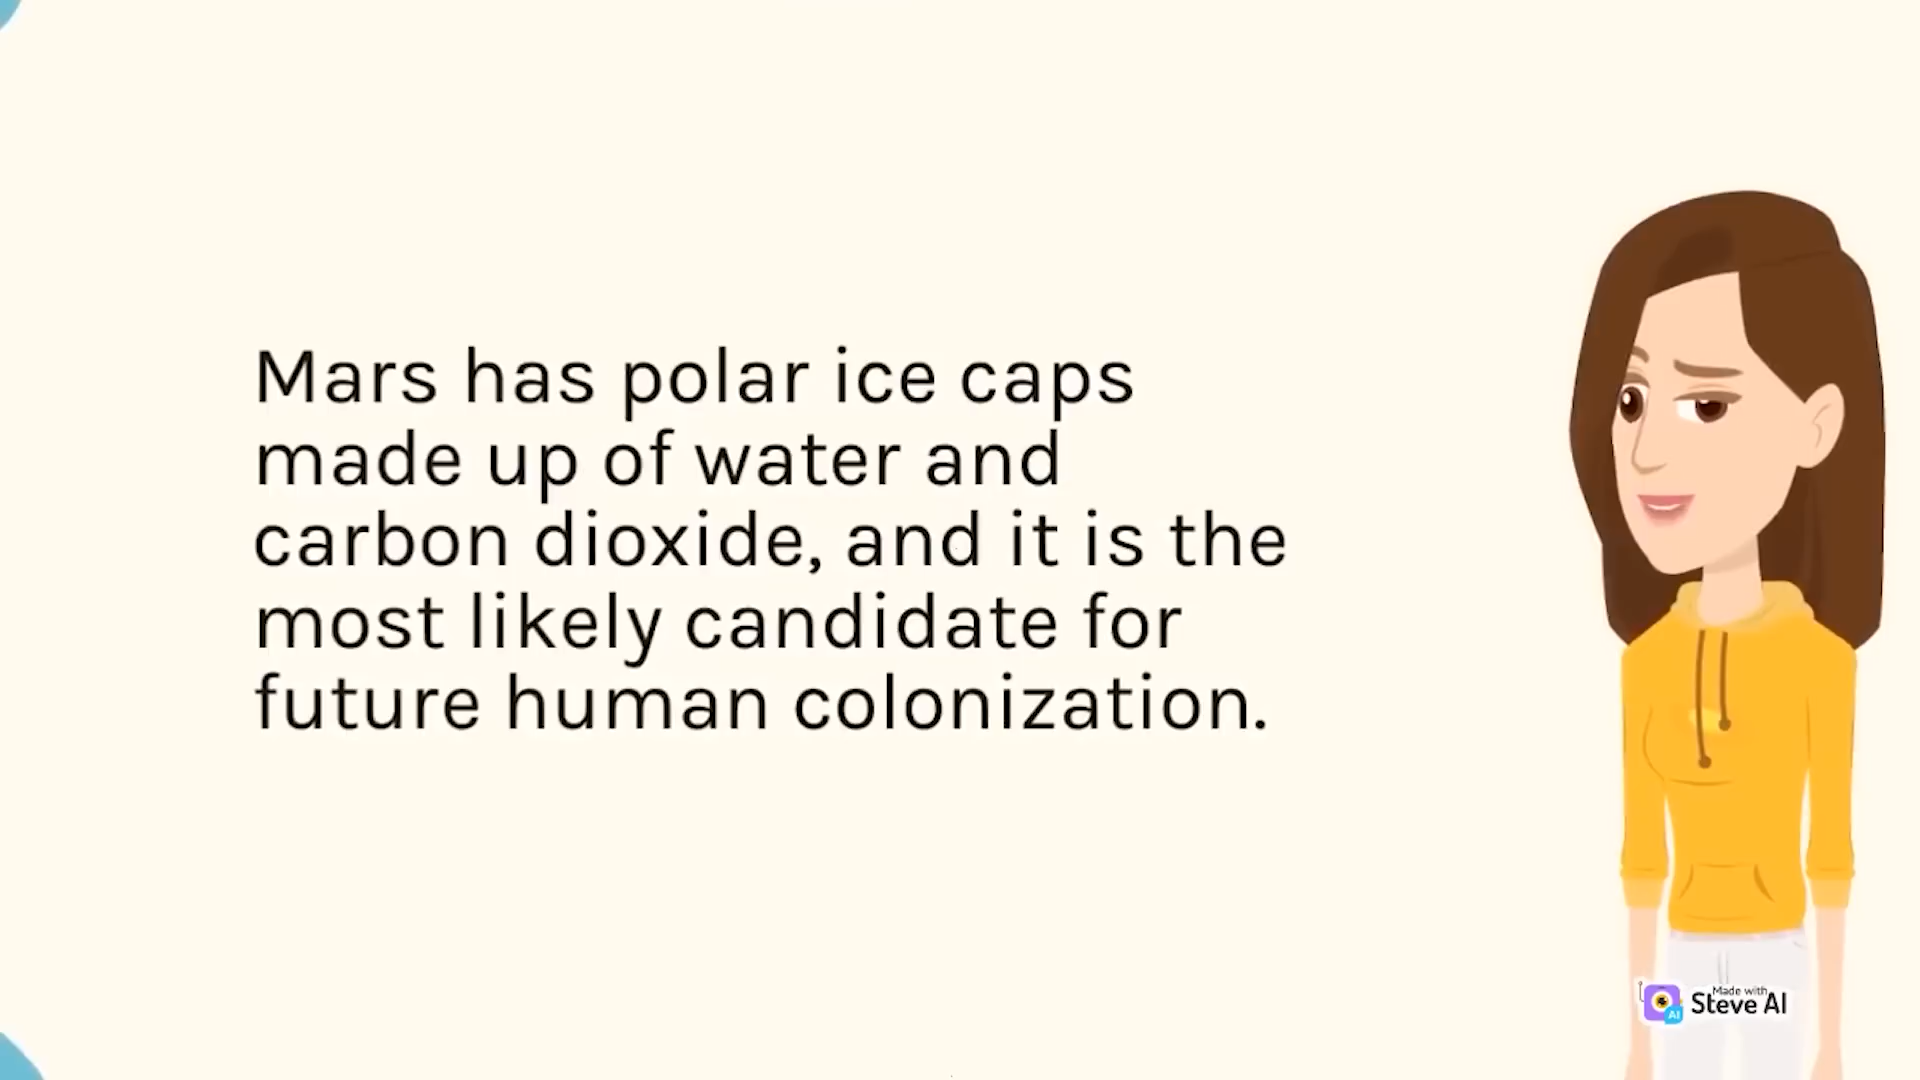 Mars has polar ice caps
made up of water and
carbon dioxide, and it is the
most likely candidate for
future human colonization.
Made with
Steve AI
AI